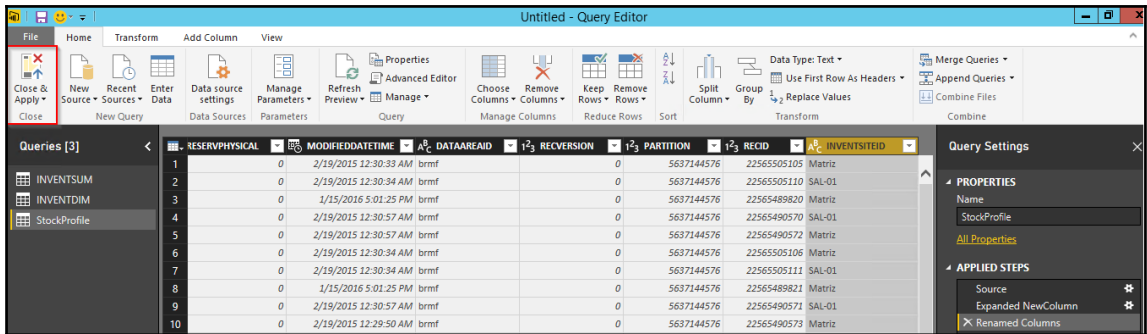 Untitled - Query Editor
File Home Transform Add Column View
Close & Apply
New Source
Recent Sources
Enter Data
Data source settings
Manage Parameters
Refresh Preview
Properties
Advanced Editor
Manage
Choose Columns
Remove Columns
Keep Rows
Remove Rows
Split Column
Group By
Data Type: Text
Use First Row As Headers
Replace Values
Merge Queries
Append Queries
Combine Files
Close New Query Data Sources Parameters Query Manage Columns Reduce Rows Sort Transform Combine
Queries [3]
INVENTSUM
INVENTDIM
StockProfile
RESERVPHYSICAL MODIFIEDDATETIME DATAAREAID RECVERSION PARTITION RECID INVENTSITEID
1 0 2/19/2015 12:30:33 AM brmf 0 5637144576 22565505105 Matriz
2 0 2/19/2015 12:30:34 AM brmf 0 5637144576 22565505110 SAL-01
3 0 1/15/2016 5:01:25 PM brmf 0 5637144576 22565489820 Matriz
4 0 2/19/2015 12:30:57 AM brmf 0 5637144576 22565490570 SAL-01
5 0 2/19/2015 12:30:57 AM brmf 0 5637144576 22565490572 Matriz
6 0 2/19/2015 12:30:34 AM brmf 0 5637144576 22565505106 Matriz
7 0 2/19/2015 12:30:34 AM brmf 0 5637144576 22565505111 SAL-01
8 0 1/15/2016 5:01:25 PM brmf 0 5637144576 22565489821 Matriz
9 0 2/19/2015 12:30:57 AM brmf 0 5637144576 22565490571 SAL-01
10 0 2/19/2015 12:29:50 AM brmf 0 5637144576 22565490573 Matriz
Query Settings
PROPERTIES
Name
StockProfile
All Properties
APPLIED STEPS
Source
Expanded NewColumn
Renamed Columns